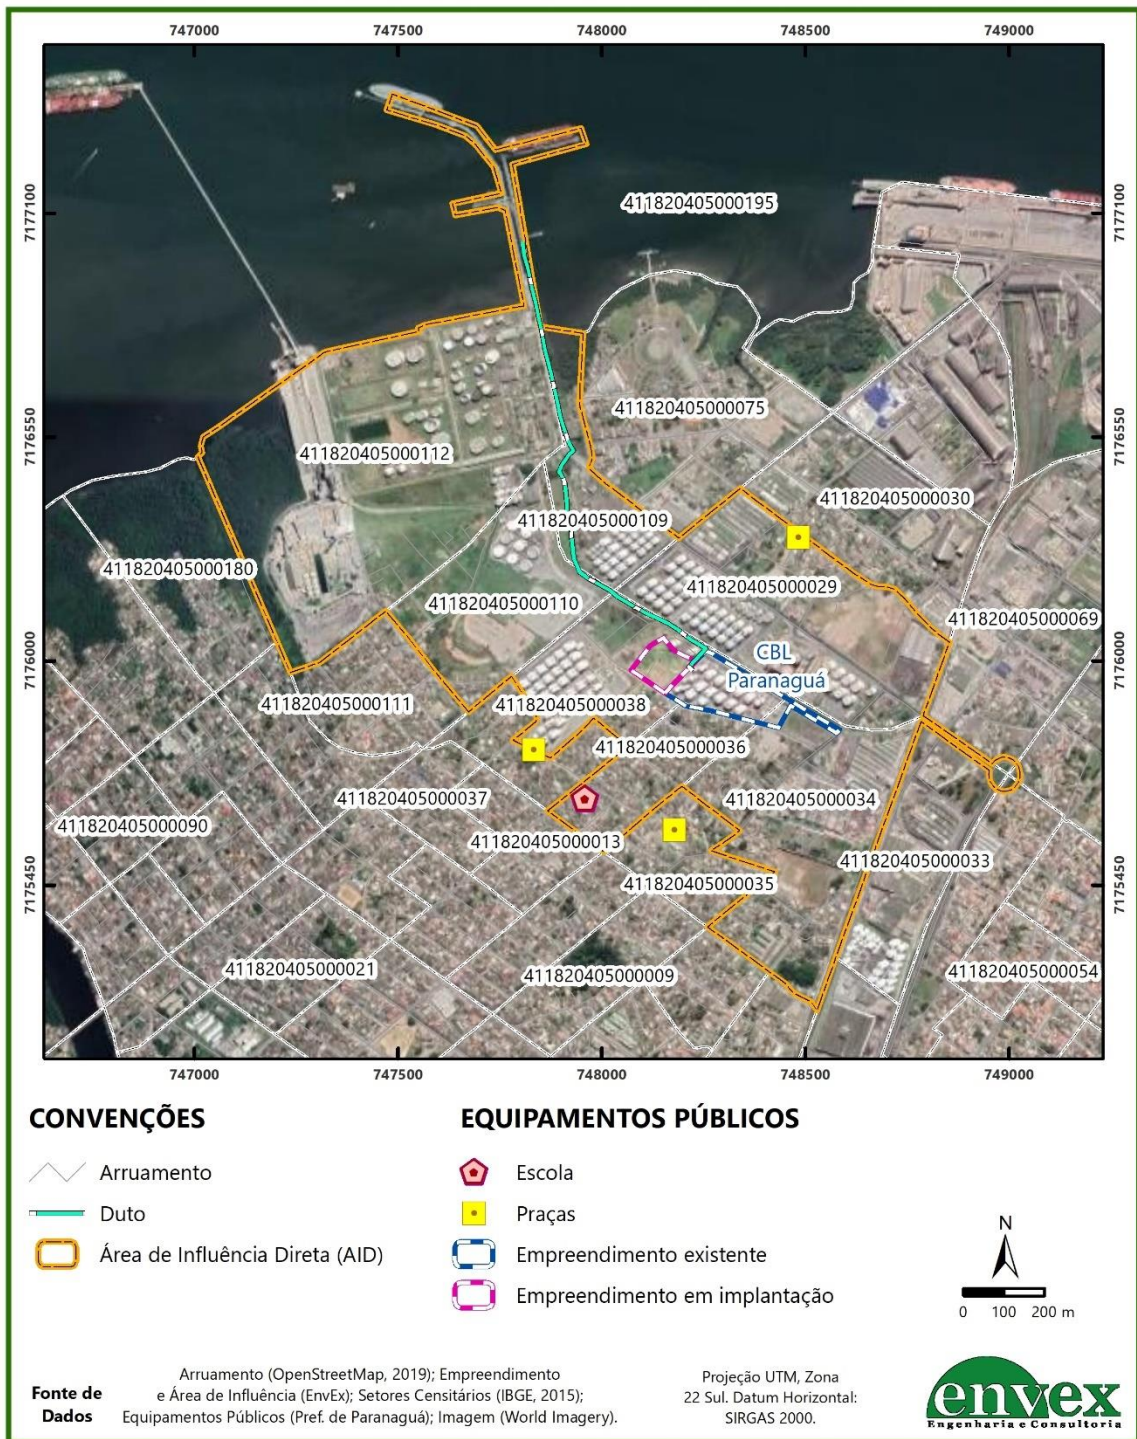 747000 747500 748000 748500 749000
7177100
7177100
411820405000195
411820405000075
7176550
7176550
411820405000112
411820405000030
411820405000109
411820405000180
411820405000029
411820405000110
411820405000069
7176000
7176000
CBL
Paranaguá
411820405000111
411820405000038
411820405000036
411820405000037
411820405000034
411820405000090
411820405000013
411820405000033
7175450
7175450
411820405000035
411820405000021
411820405000009
411820405000054
747000 747500 748000 748500 749000
CONVENÇÕES
Arruamento
Duto
Área de Influência Direta (AID)
EQUIPAMENTOS PÚBLICOS
Escola
Praças
Empreendimento existente
Empreendimento em implantação
N
0 100 200 m
Fonte de
Dados
Arruamento (OpenStreetMap, 2019); Empreendimento
e Área de Influência (EnvEx); Setores Censitários (IBGE, 2015);
Equipamentos Públicos (Pref. de Paranaguá); Imagem (World Imagery).
Projeção UTM, Zona
22 Sul. Datum Horizontal:
SIRGAS 2000.
envex
Engenharia e Consultoria